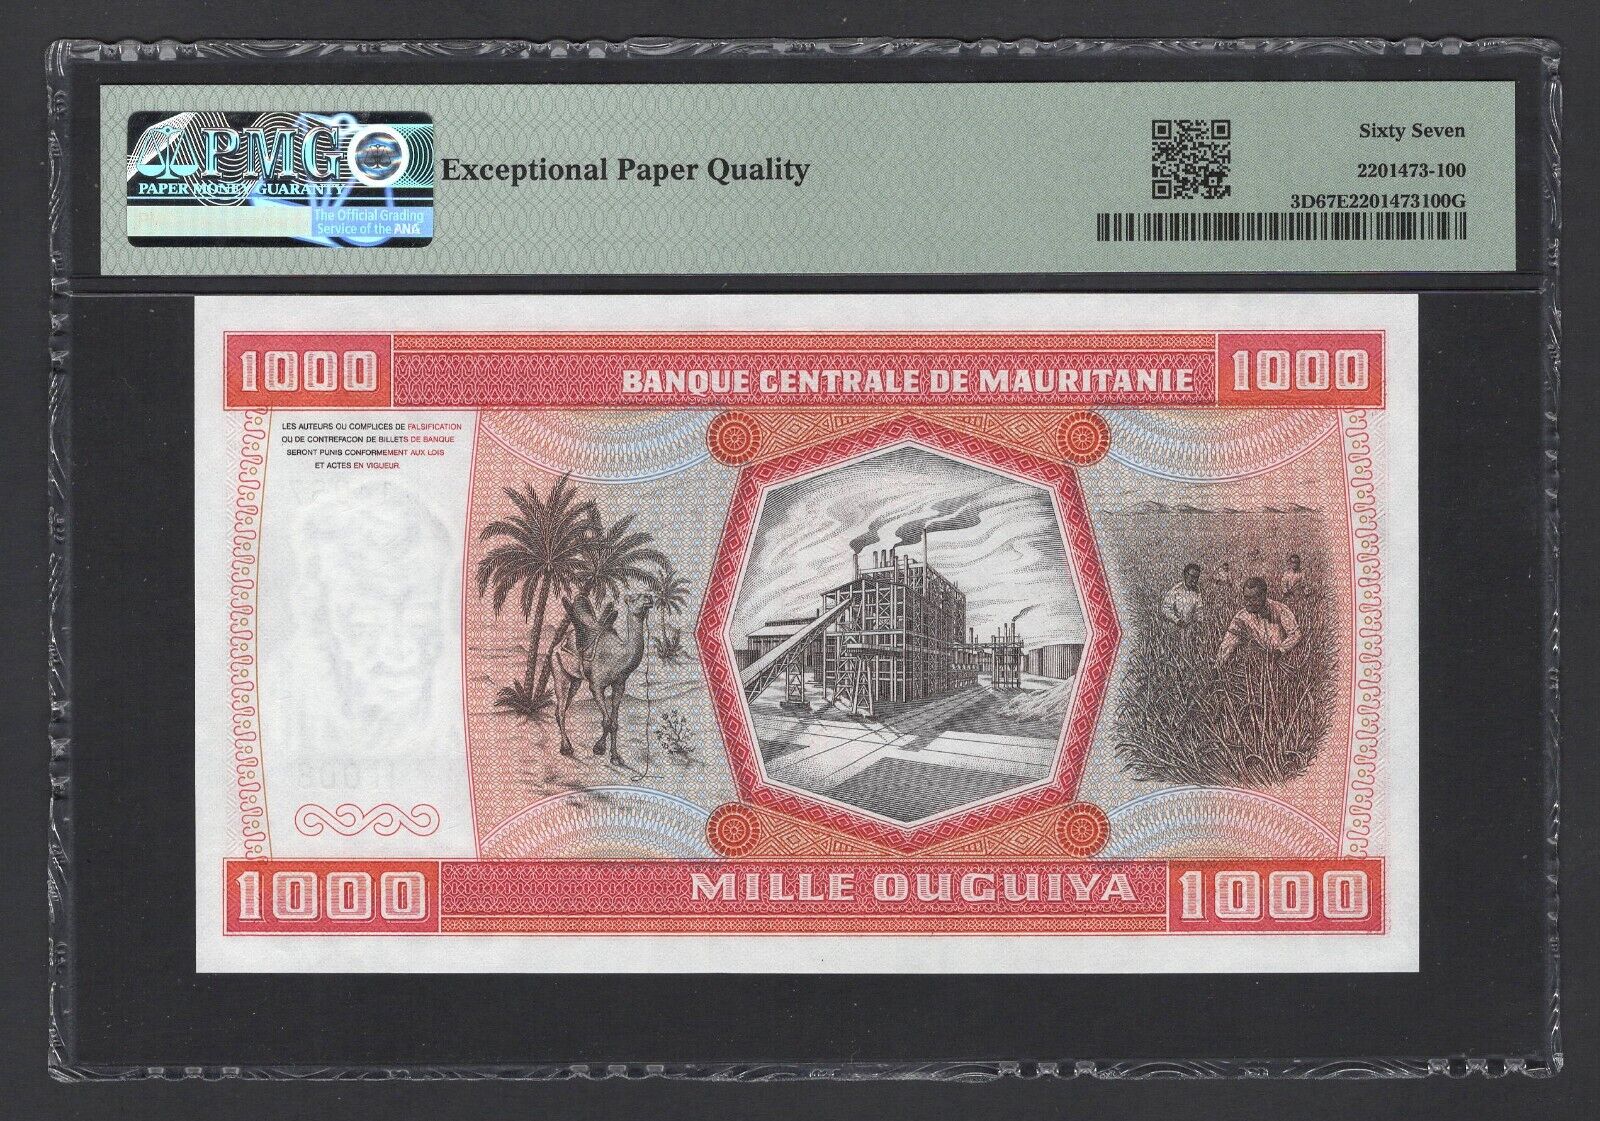 PMG
PAPER MONEY GUARANTY
The Official Grading
Service of the ANA
Exceptional Paper Quality
Sixty Seven
2201473-100
3D67E2201473100G
1000
BANQUE CENTRALE DE MAURITANIE
1000
LES AUTEURS OU COMPLICES DE FALSIFICATION
OU DE CONTREFACON DE BILLETS DE BANQUE
SERONT PUNIS CONFORMEMENT AUX LOIS
ET ACTES EN VIGUEUR
1000
MILLE OUGUIYA
1000